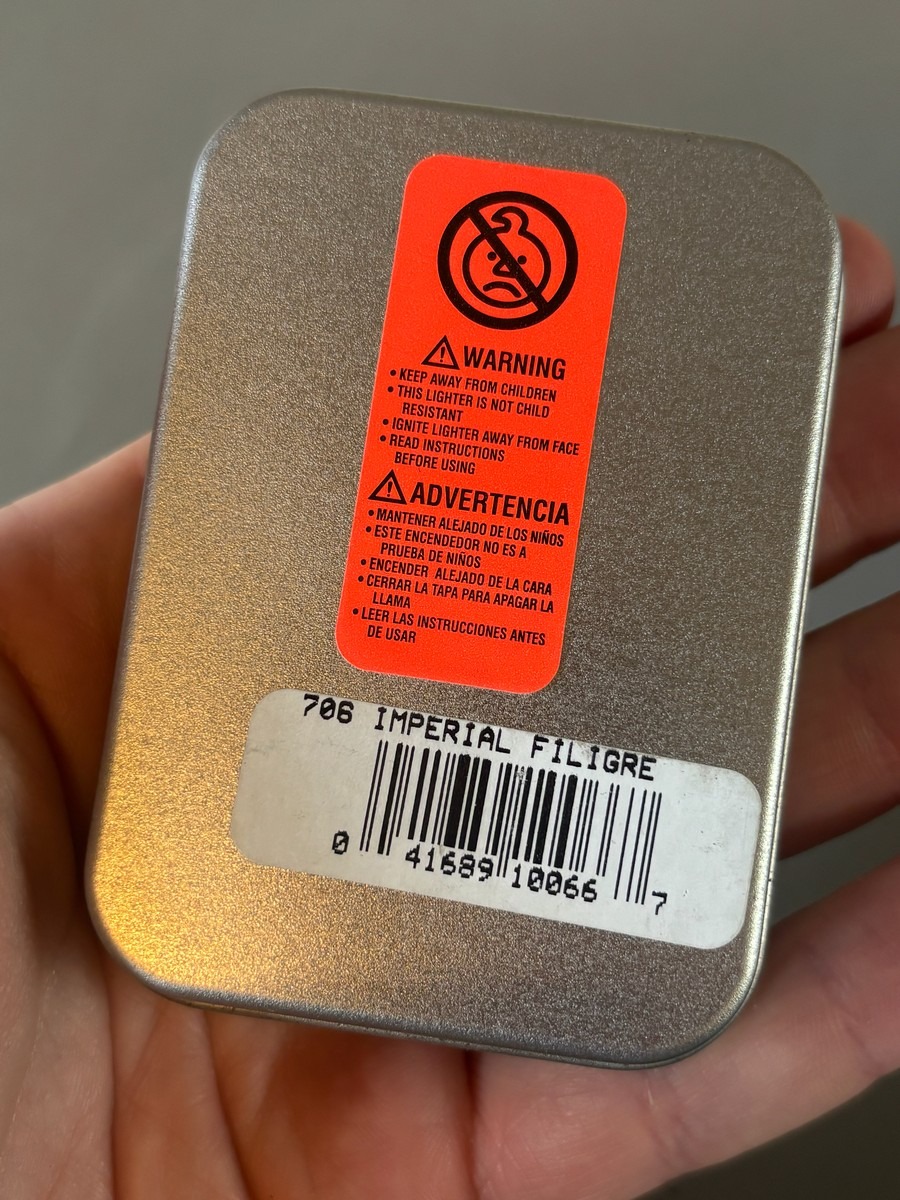 ⚠ WARNING
• KEEP AWAY FROM CHILDREN
• THIS LIGHTER IS NOT CHILD
RESISTANT
• IGNITE LIGHTER AWAY FROM FACE
• READ INSTRUCTIONS
BEFORE USING
⚠ ADVERTENCIA
• MANTENER ALEJADO DE LOS NIÑOS
• ESTE ENCENDEDOR NO ES A
PRUEBA DE NIÑOS
• ENCENDER ALEJADO DE LA CARA
• CERRAR LA TAPA PARA APAGAR LA
LLAMA
• LEER LAS INSTRUCCIONES ANTES
DE USAR
706 IMPERIAL FILIGRE
0 41689 10066 7